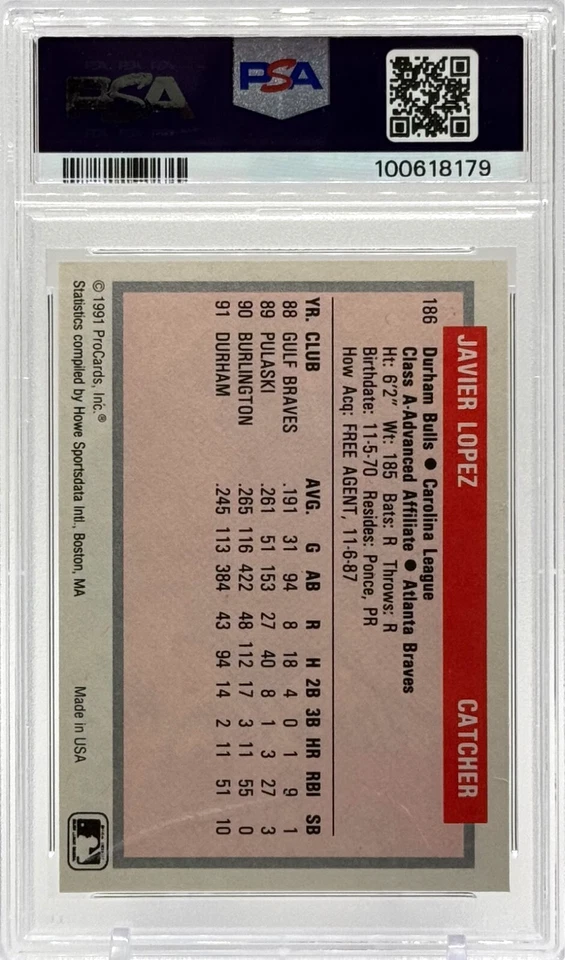 PSA
PSA
100618179
JAVIER LOPEZ CATCHER
186 Durham Bulls ● Carolina League
Class A-Advanced Affiliate ● Atlanta Braves
Ht: 6'2" Wt: 185 Bats: R Throws: R
Birthdate: 11-5-70 Resides: Ponce, PR
How Acq: FREE AGENT, 11-6-87
YR. CLUB AVG. G AB R H 2B 3B HR RBI SB
88 GULF BRAVES .191 31 94 8 18 4 0 1 9 1
89 PULASKI .261 51 153 27 40 8 1 3 27 3
90 BURLINGTON .265 116 422 48 112 17 3 11 55 0
91 DURHAM .245 113 384 43 94 14 2 11 51 10
© 1991 ProCards, Inc.®
Statistics compiled by Howe Sportsdata Intl., Boston, MA Made in USA